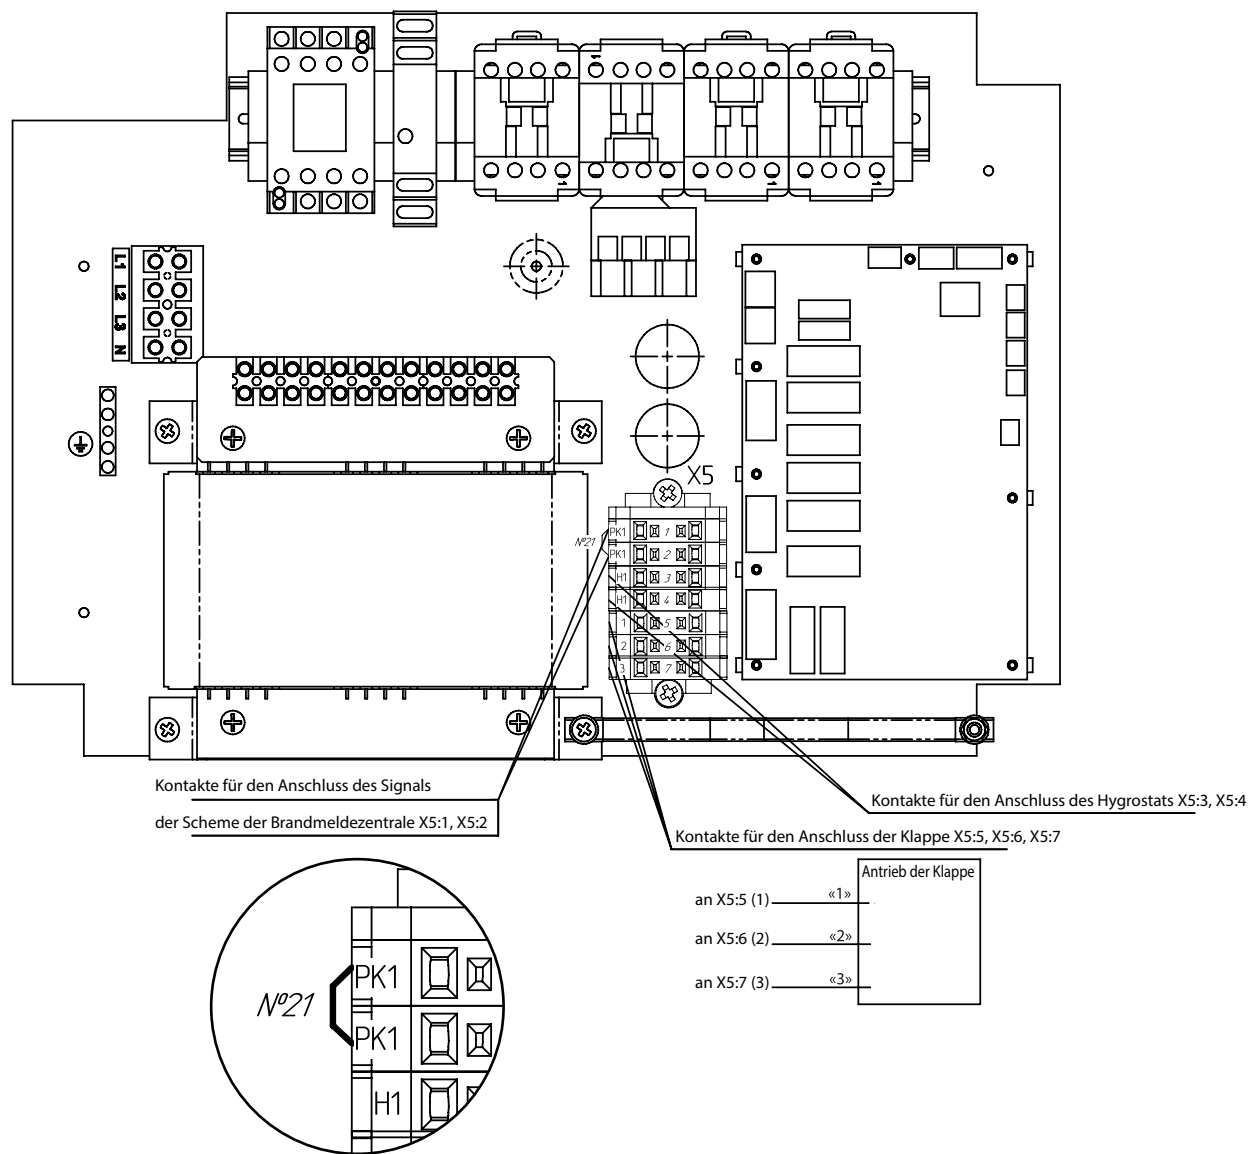 1
1
1
1
L1
L2
L3
N
X5
№21
PK1 1
PK1 2
H1 3
H1 4
1 5
2 6
3 7
Kontakte für den Anschluss des Signals
der Scheme der Brandmeldezentrale X5:1, X5:2
Kontakte für den Anschluss des Hygrostats X5:3, X5:4
Kontakte für den Anschluss der Klappe X5:5, X5:6, X5:7
Antrieb der Klappe
an X5:5 (1) «1»
an X5:6 (2) «2»
an X5:7 (3) «3»
№21
PK1
PK1
H1